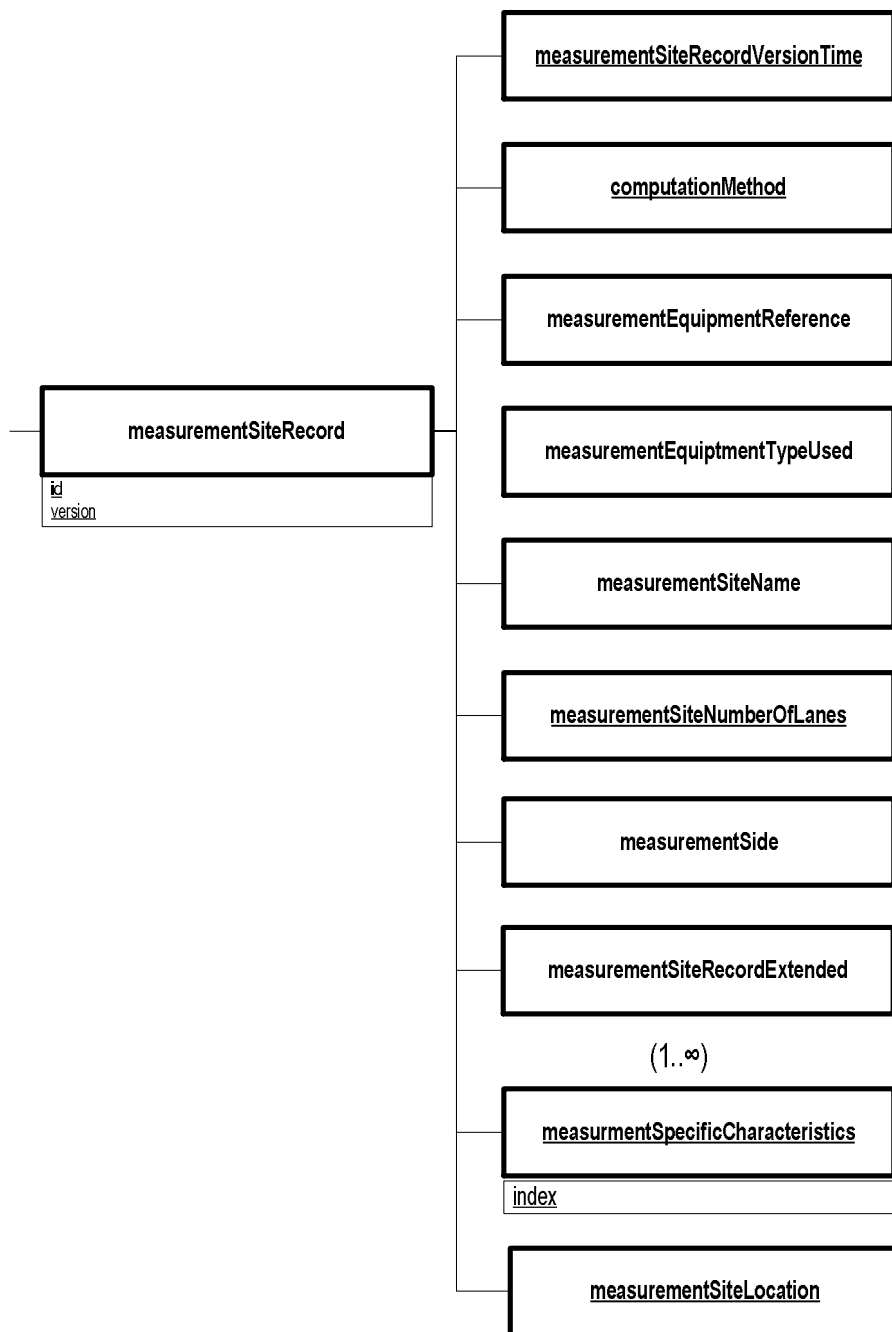 measurementSiteRecordVersionTime
computationMethod
measurementEquipmentReference
measurementSiteRecord
id
version
measurementEquiptmentTypeUsed
measurementSiteName
measurementSiteNumberOfLanes
measurementSide
measurementSiteRecordExtended
(1..∞)
measurmentSpecificCharacteristics
index
measurementSiteLocation